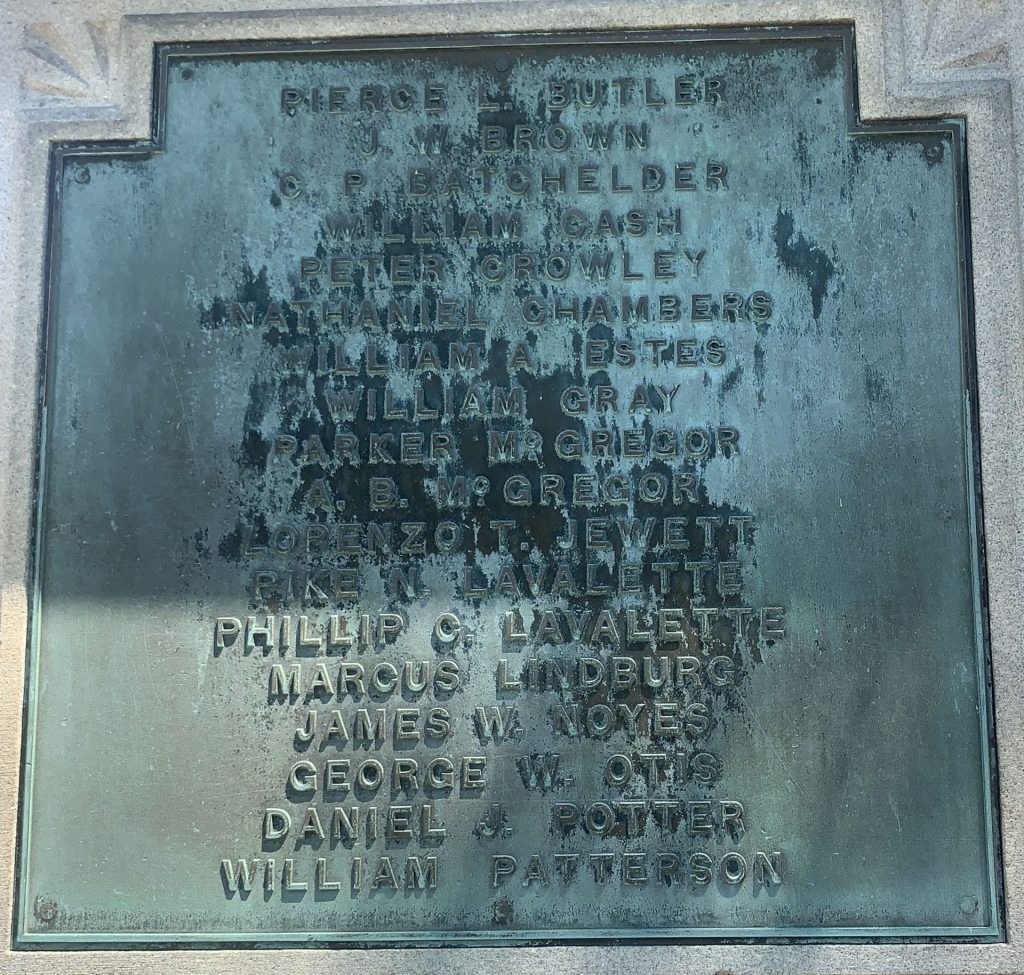 PIERCE L. BUTLER
J. W. BROWN
C. P. BATCHELDER
WILLIAM CASH
PETER CROWLEY
NATHANIEL CHAMBERS
WILLIAM A. ESTES
WILLIAM GRAY
PARKER McGREGOR
A. B. McGREGOR
LORENZO T. JEWETT
PIKE N. LAVALETTE
PHILLIP C. LAVALETTE
MARCUS LINDBURG
JAMES W. NOYES
GEORGE W. OTIS
DANIEL J. POTTER
WILLIAM PATTERSON